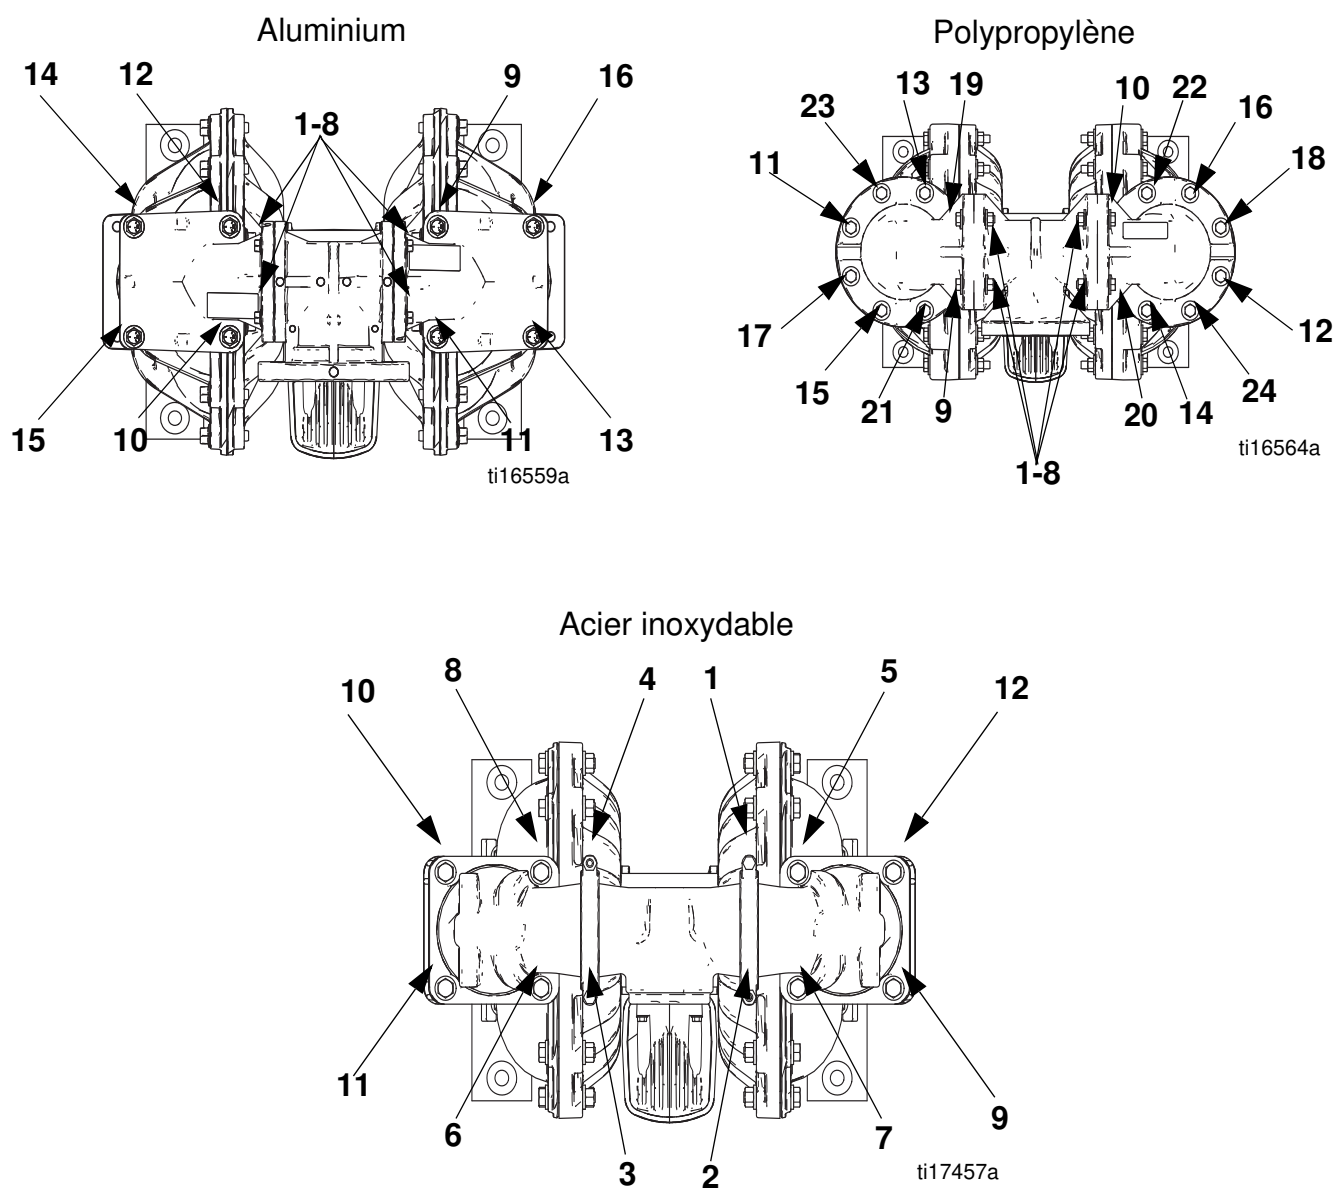 Aluminium
14 12 1-8 9 16
15 10 11 13
ti16559a
Polypropylène
23 13 19 10 22 16
11 18
17 12
15 21 9 20 14 24
1-8
ti16564a
Acier inoxydable
10 8 4 1 5 12
11 6 3 2 7 9
ti17457a